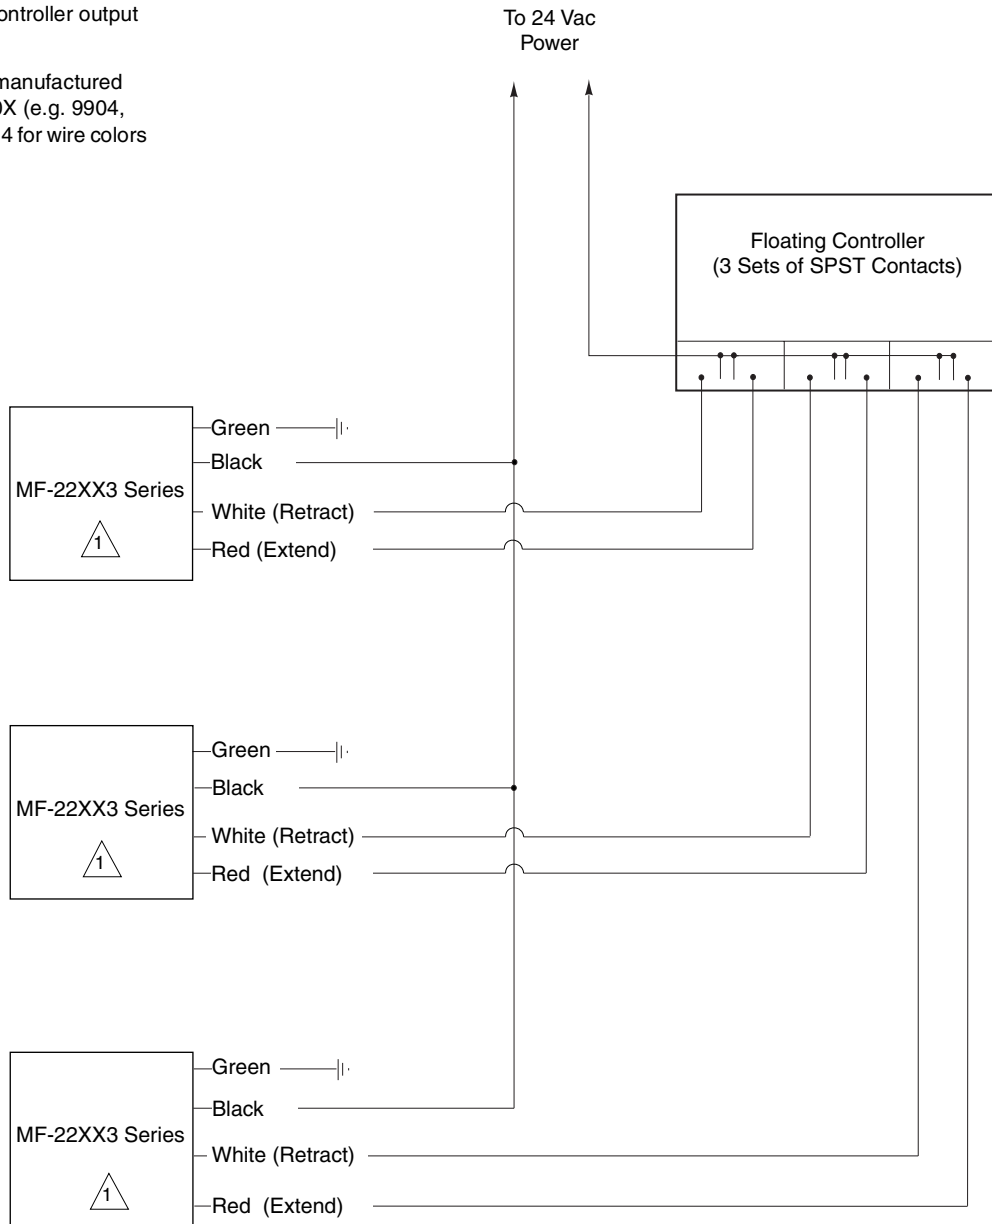 ontroller output
manufactured
0X (e.g. 9904,
4 for wire colors
To 24 Vac
Power
Floating Controller
(3 Sets of SPST Contacts)
MF-22XX3 Series
1
Green
Black
White (Retract)
Red (Extend)
MF-22XX3 Series
1
Green
Black
White (Retract)
Red (Extend)
MF-22XX3 Series
1
Green
Black
White (Retract)
Red (Extend)